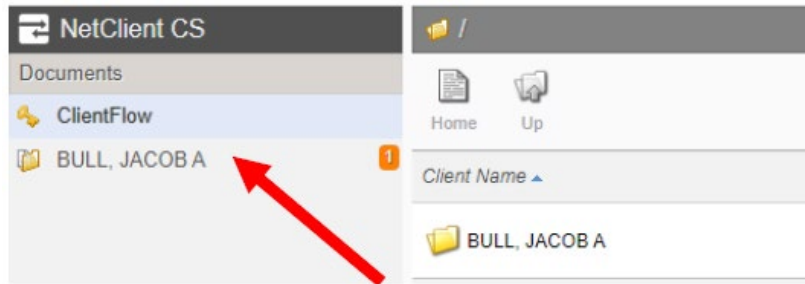 NetClient CS
Documents
ClientFlow
BULL, JACOB A 1
/
Home Up
Client Name
BULL, JACOB A